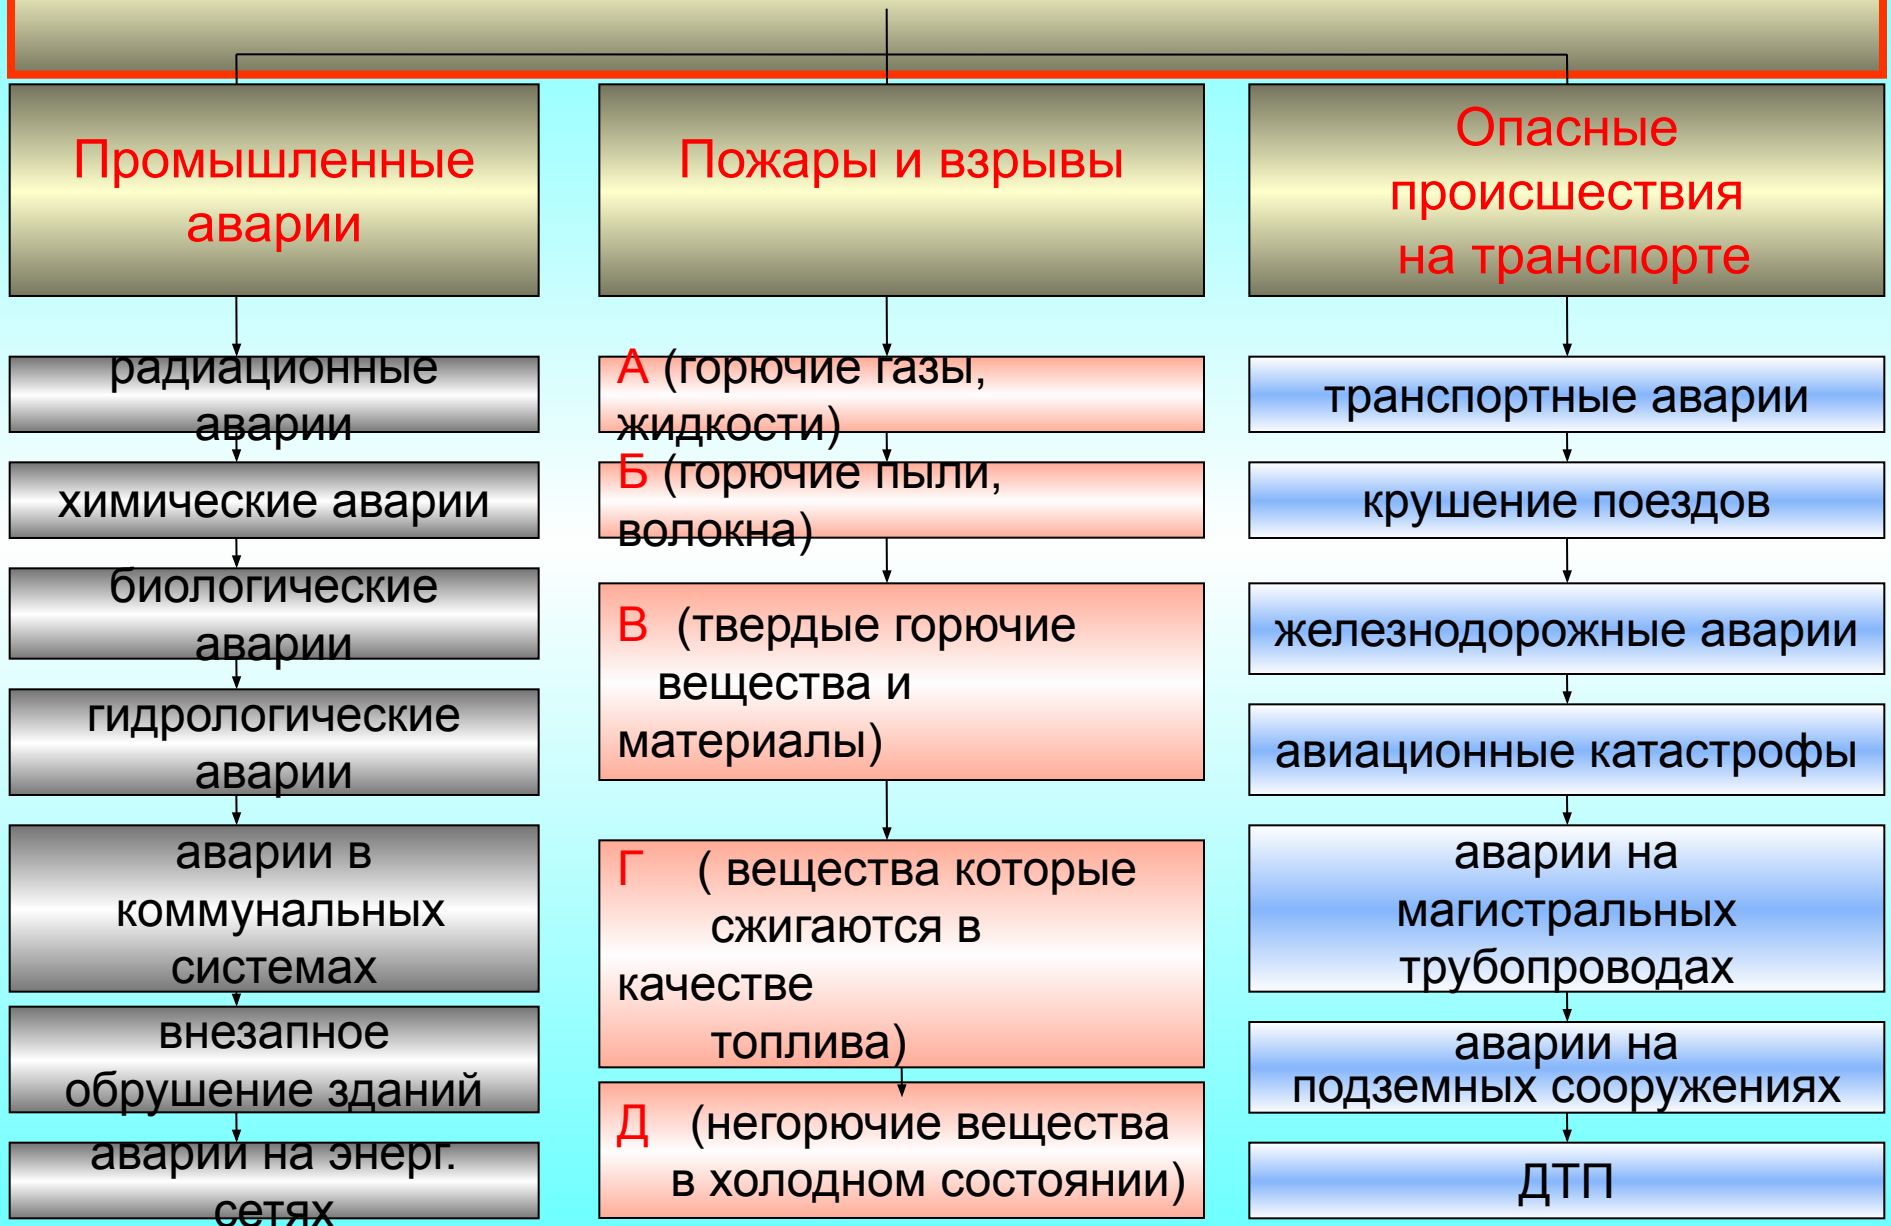 Промышленные
аварии
радиационные
аварии
химические аварии
биологические
аварии
гидрологические
аварии
аварии в
коммунальных
системах
внезапное
обрушение зданий
аварии на энерг.
сетях
Пожары и взрывы
А (горючие газы,
жидкости)
Б (горючие пыли,
волокна)
В (твердые горючие
вещества и
материалы)
Г ( вещества которые
сжигаются в
качестве
топлива)
Д (негорючие вещества
в холодном состоянии)
Опасные
происшествия
на транспорте
транспортные аварии
крушение поездов
железнодорожные аварии
авиационные катастрофы
аварии на
магистральных
трубопроводах
аварии на
подземных сооружениях
ДТП